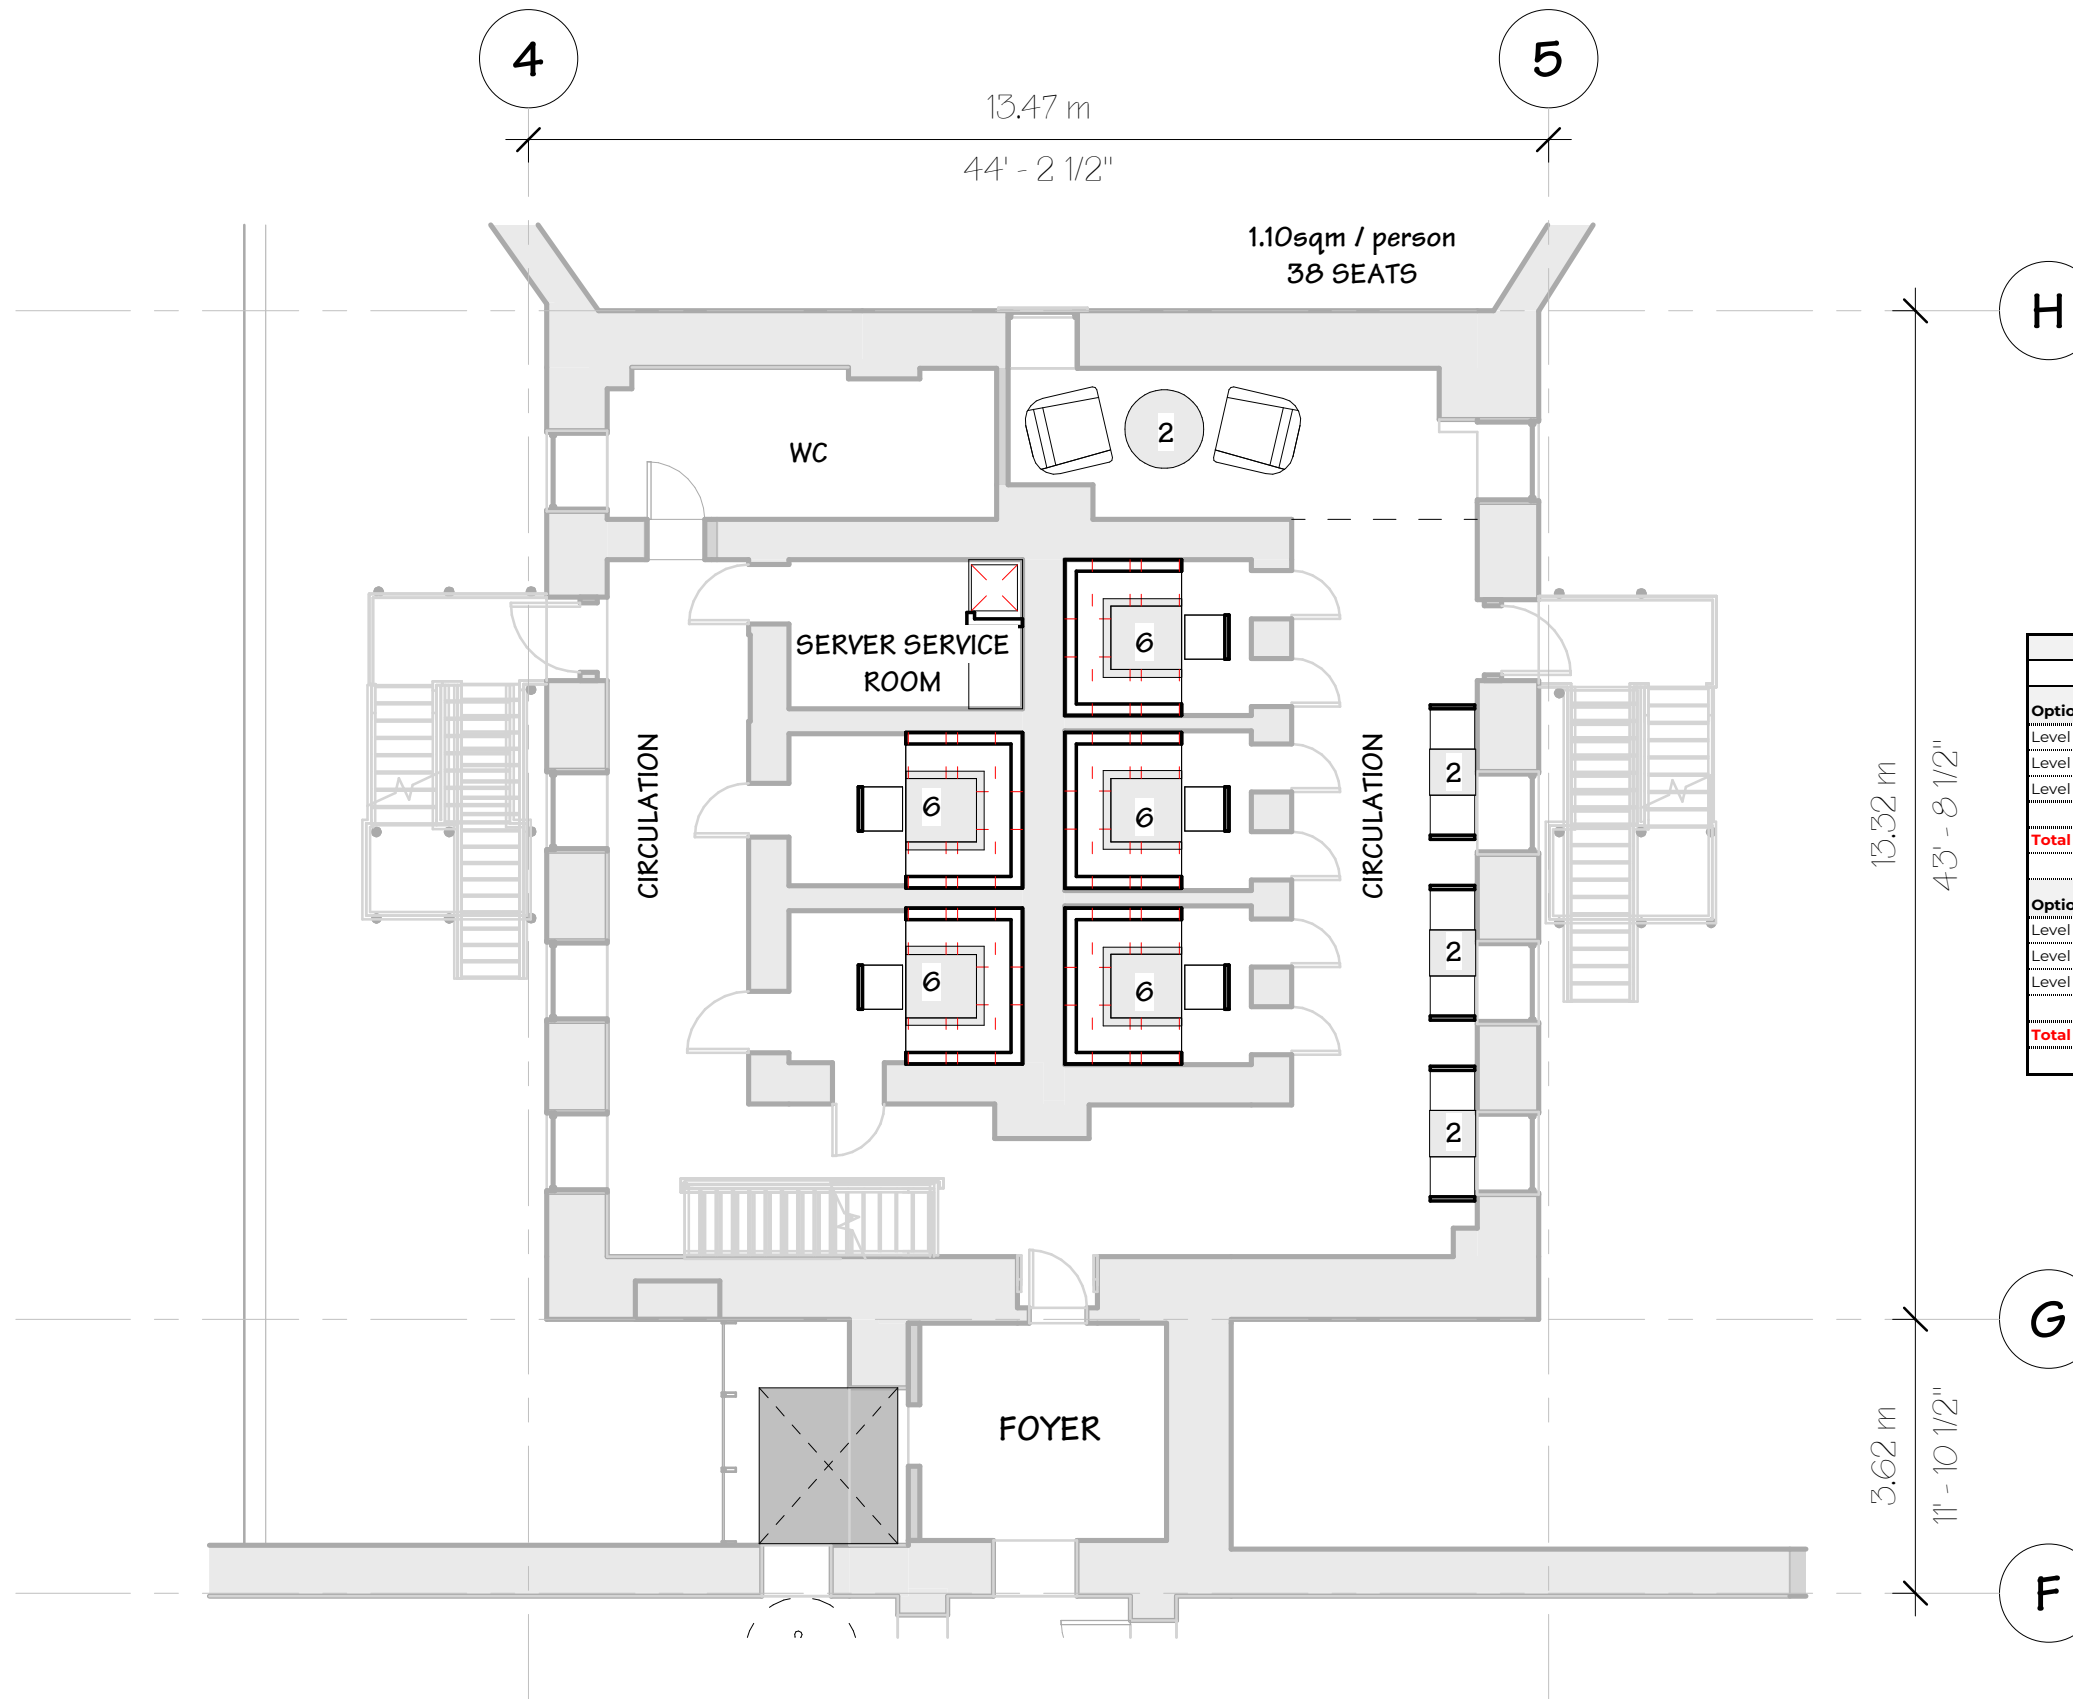 4
5
13.47 m
44' - 2 1/2"
1.10sqm / person
38 SEATS
H
WC
2
SERVER SERVICE
ROOM
6
CIRCULATION
6
6
CIRCULATION
2
6
6
2
2
13.32 m
43' - 8 1/2"
Level
Level
Level
Total
Level
Level
Level
Total
G
FOYER
3.62 m
11' - 10 1/2"
F